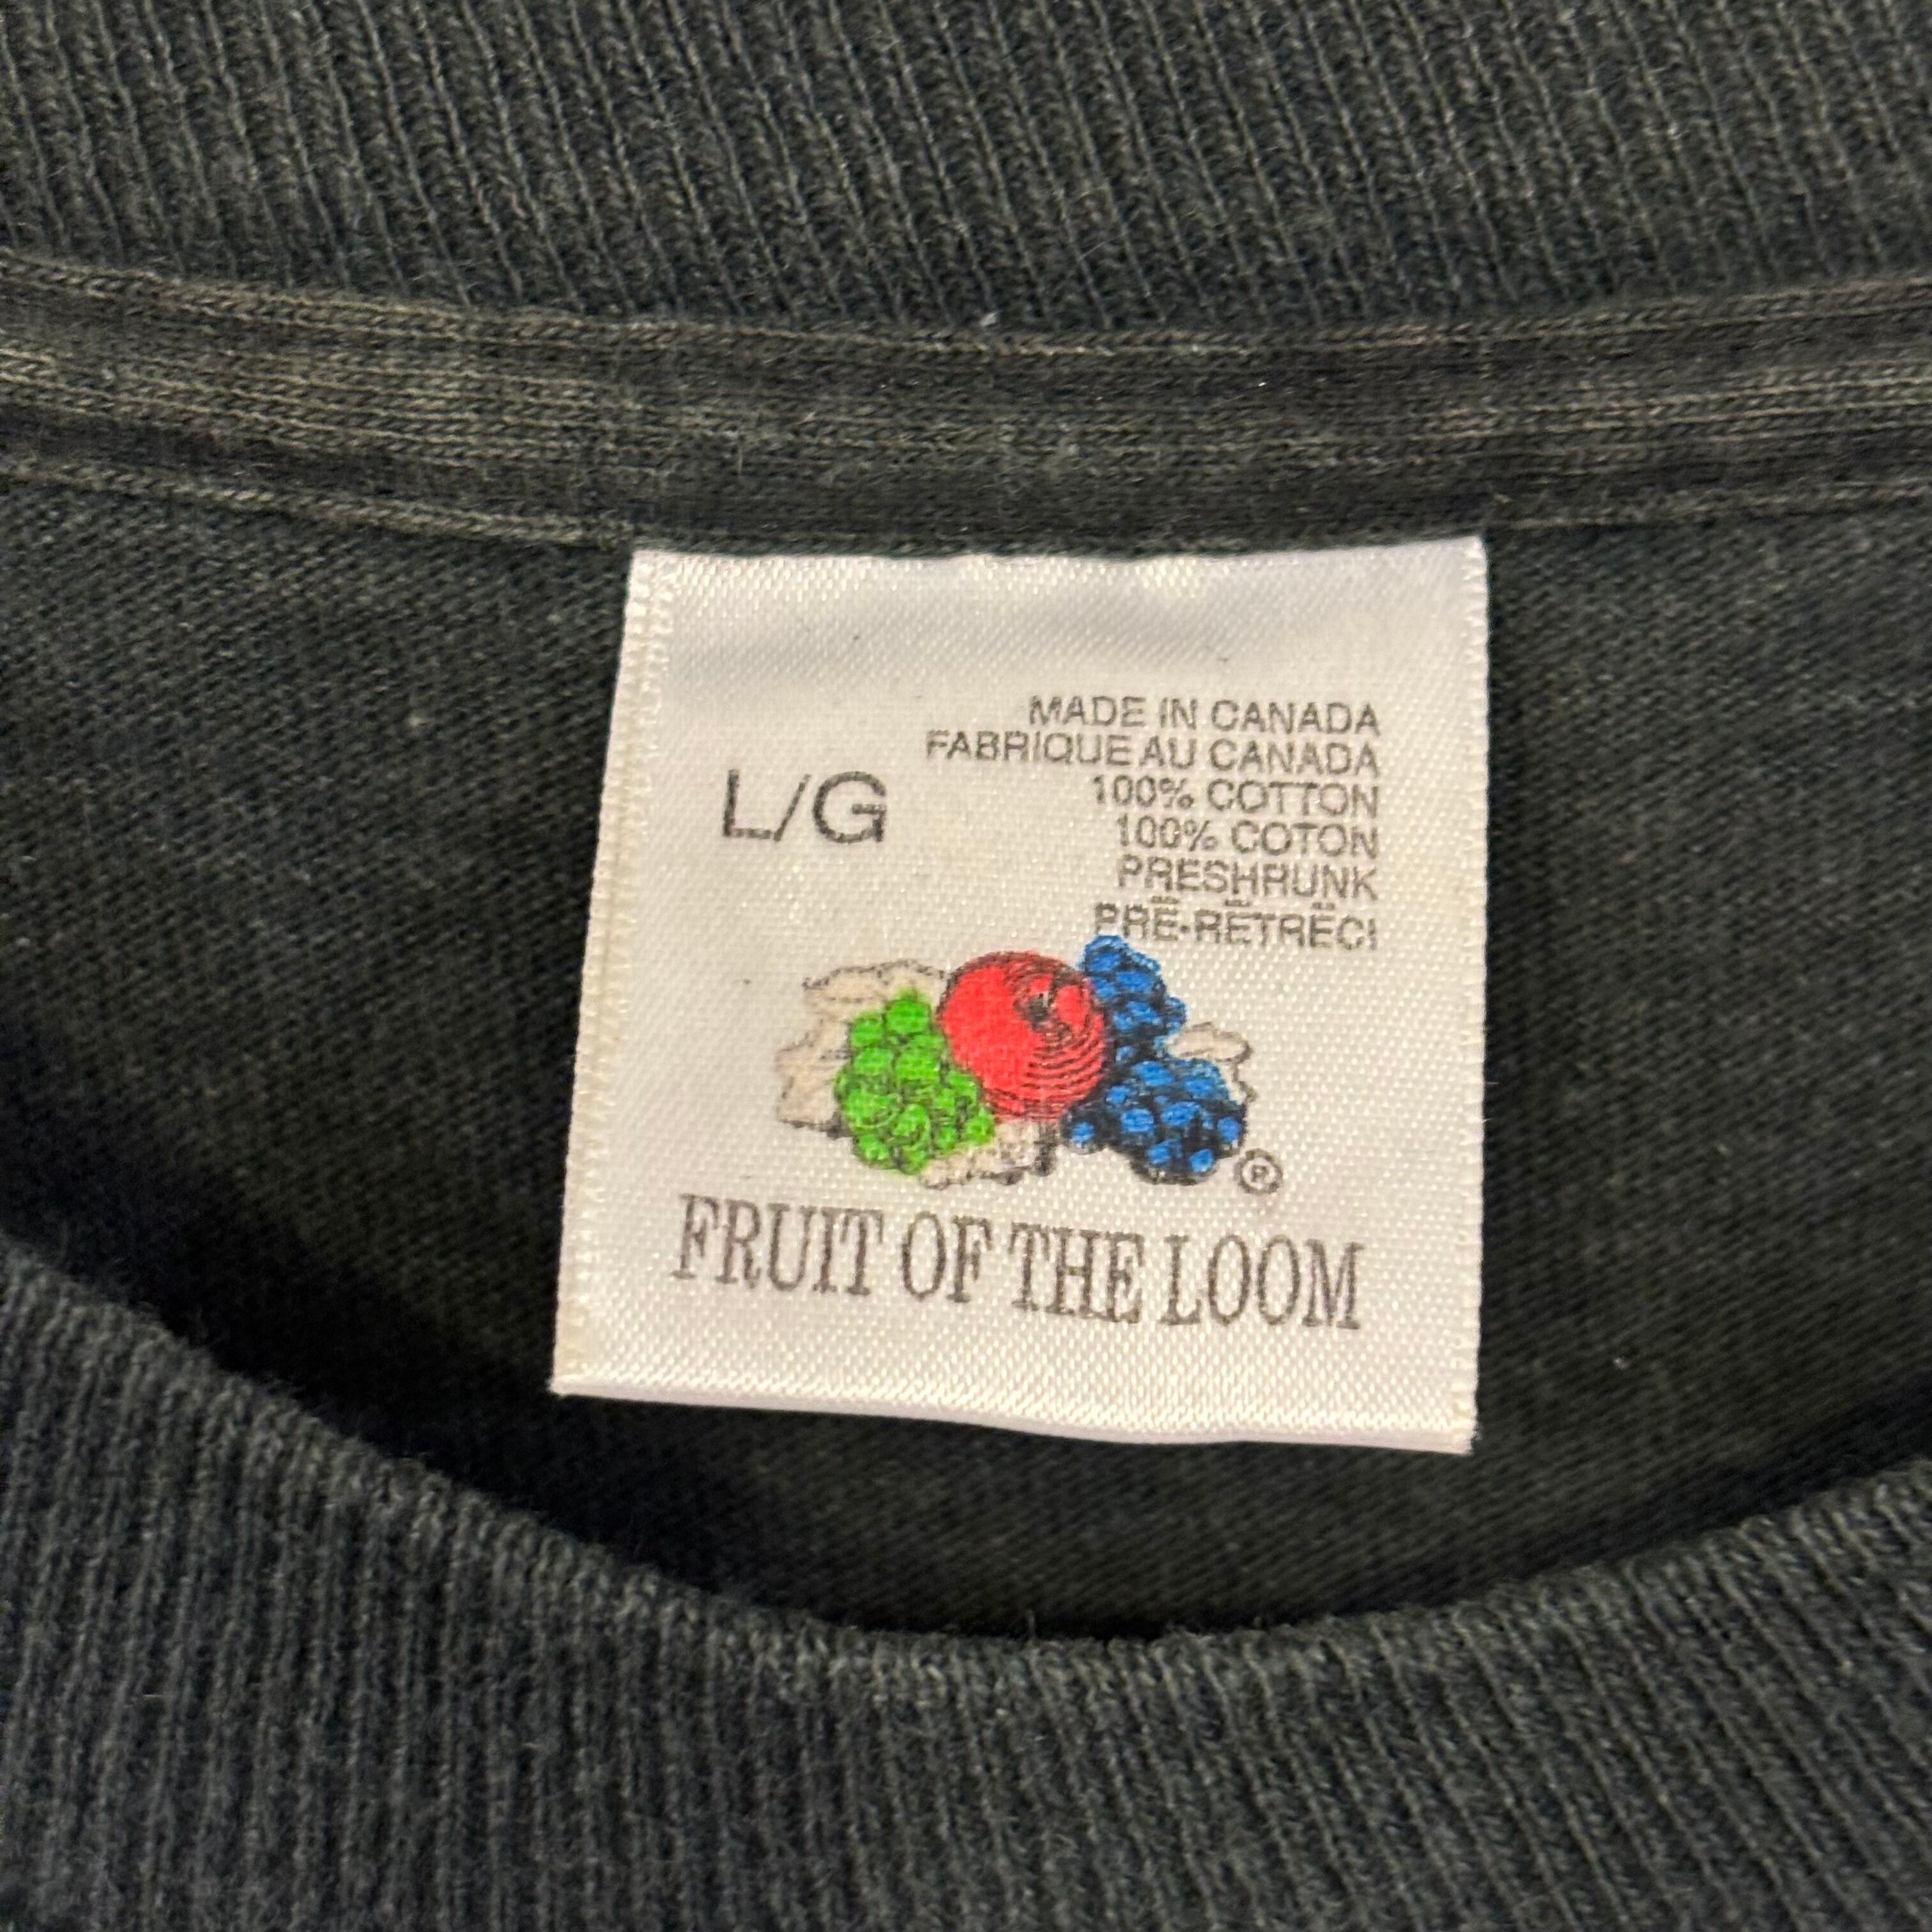 MADE IN CANADA
FABRIQUE AU CANADA
L/G
100% COTTON
100% COTON
PRESHRUNK
PRÉ-RÉTRÉCI
®
FRUIT OF THE LOOM